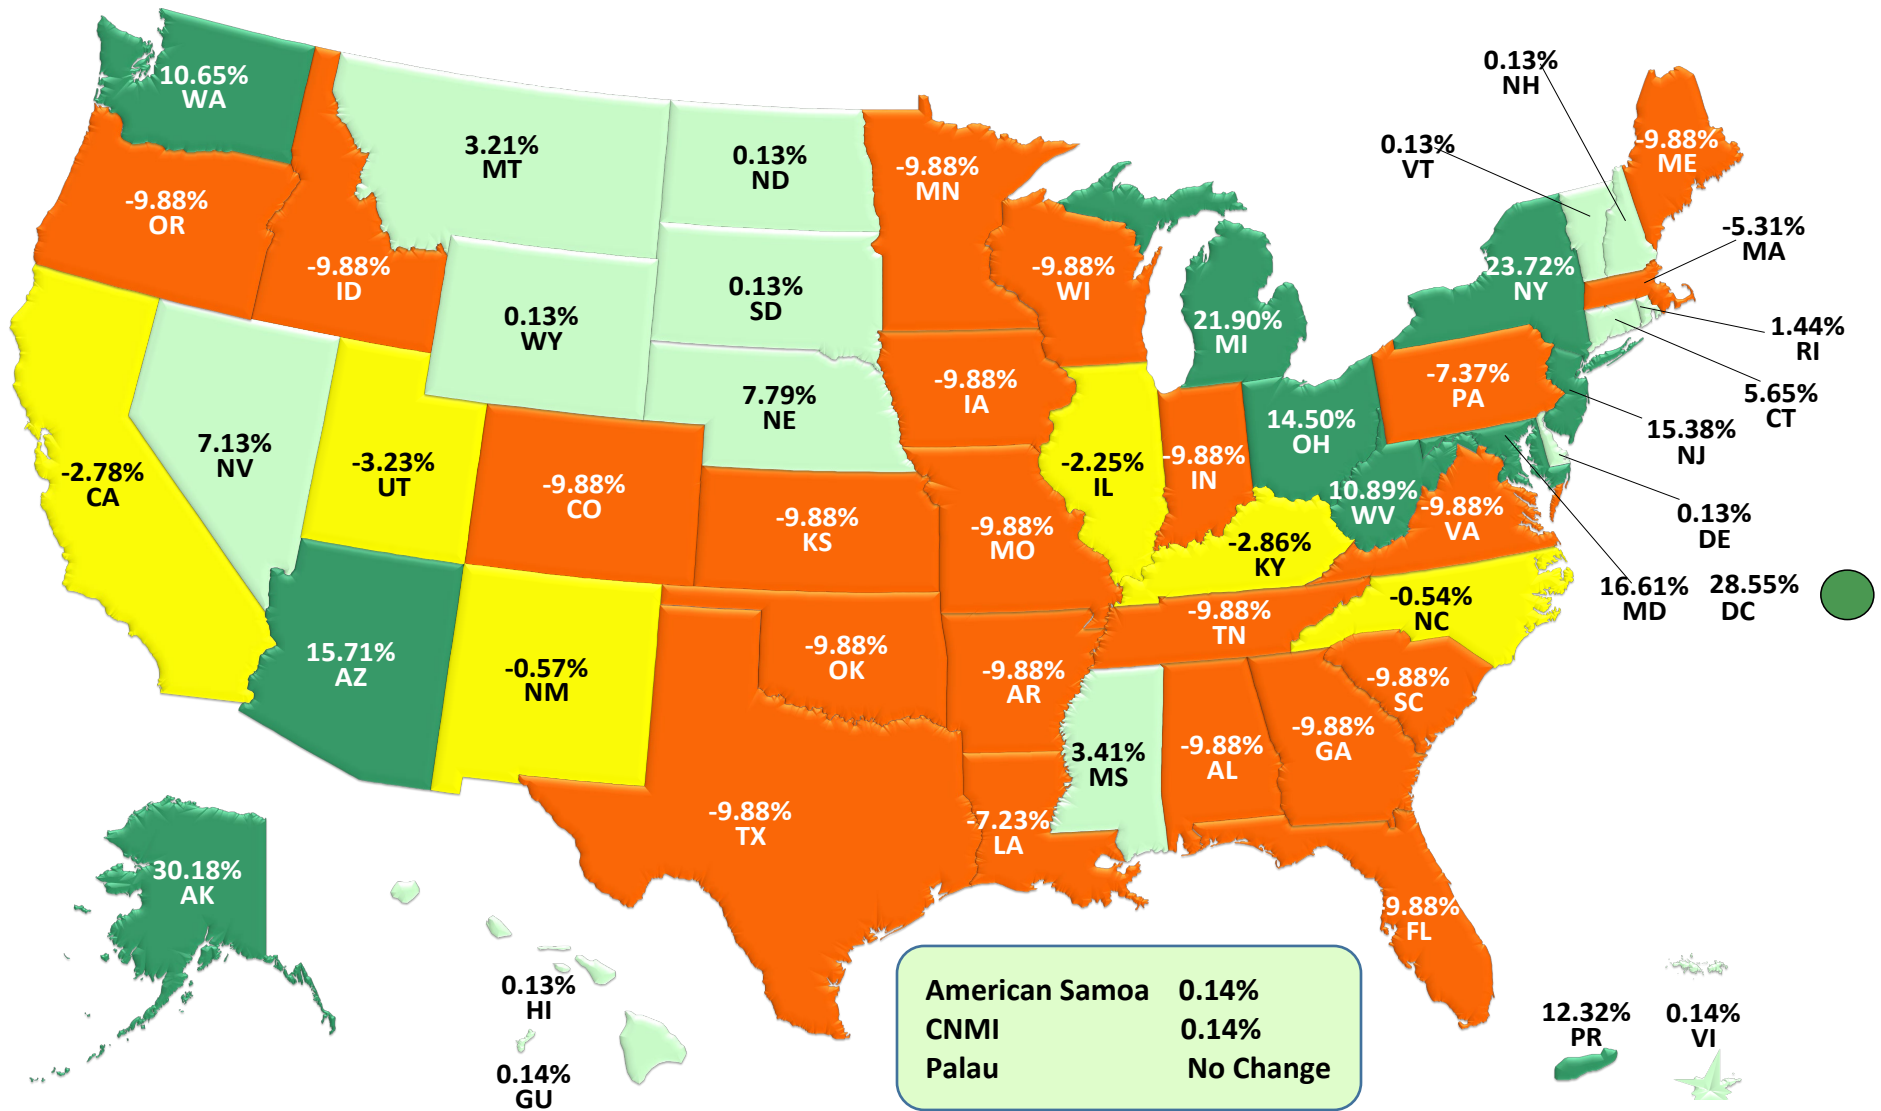 10.65%
WA
-9.88%
OR
-9.88%
ID
3.21%
MT
0.13%
ND
-9.88%
MN
0.13%
SD
0.13%
WY
-9.88%
WI
21.90%
MI
0.13%
NH
0.13%
VT
-9.88%
ME
-5.31%
MA
23.72%
NY
1.44%
RI
5.65%
CT
15.38%
NJ
-7.37%
PA
-2.78%
CA
7.13%
NV
-3.23%
UT
-9.88%
CO
7.79%
NE
-9.88%
IA
-9.88%
KS
-9.88%
MO
-2.25%
IL
-9.88%
IN
14.50%
OH
10.89%
WV
-9.88%
VA
0.13%
DE
16.61%
MD
28.55%
DC
-2.86%
KY
-0.54%
NC
-9.88%
TN
15.71%
AZ
-0.57%
NM
-9.88%
OK
-9.88%
AR
-9.88%
SC
-9.88%
GA
-9.88%
AL
3.41%
MS
-7.23%
LA
-9.88%
TX
-9.88%
FL
30.18%
AK
0.13%
HI
0.14%
GU
American Samoa 0.14%
CNMI 0.14%
Palau No Change
12.32%
PR
0.14%
VI